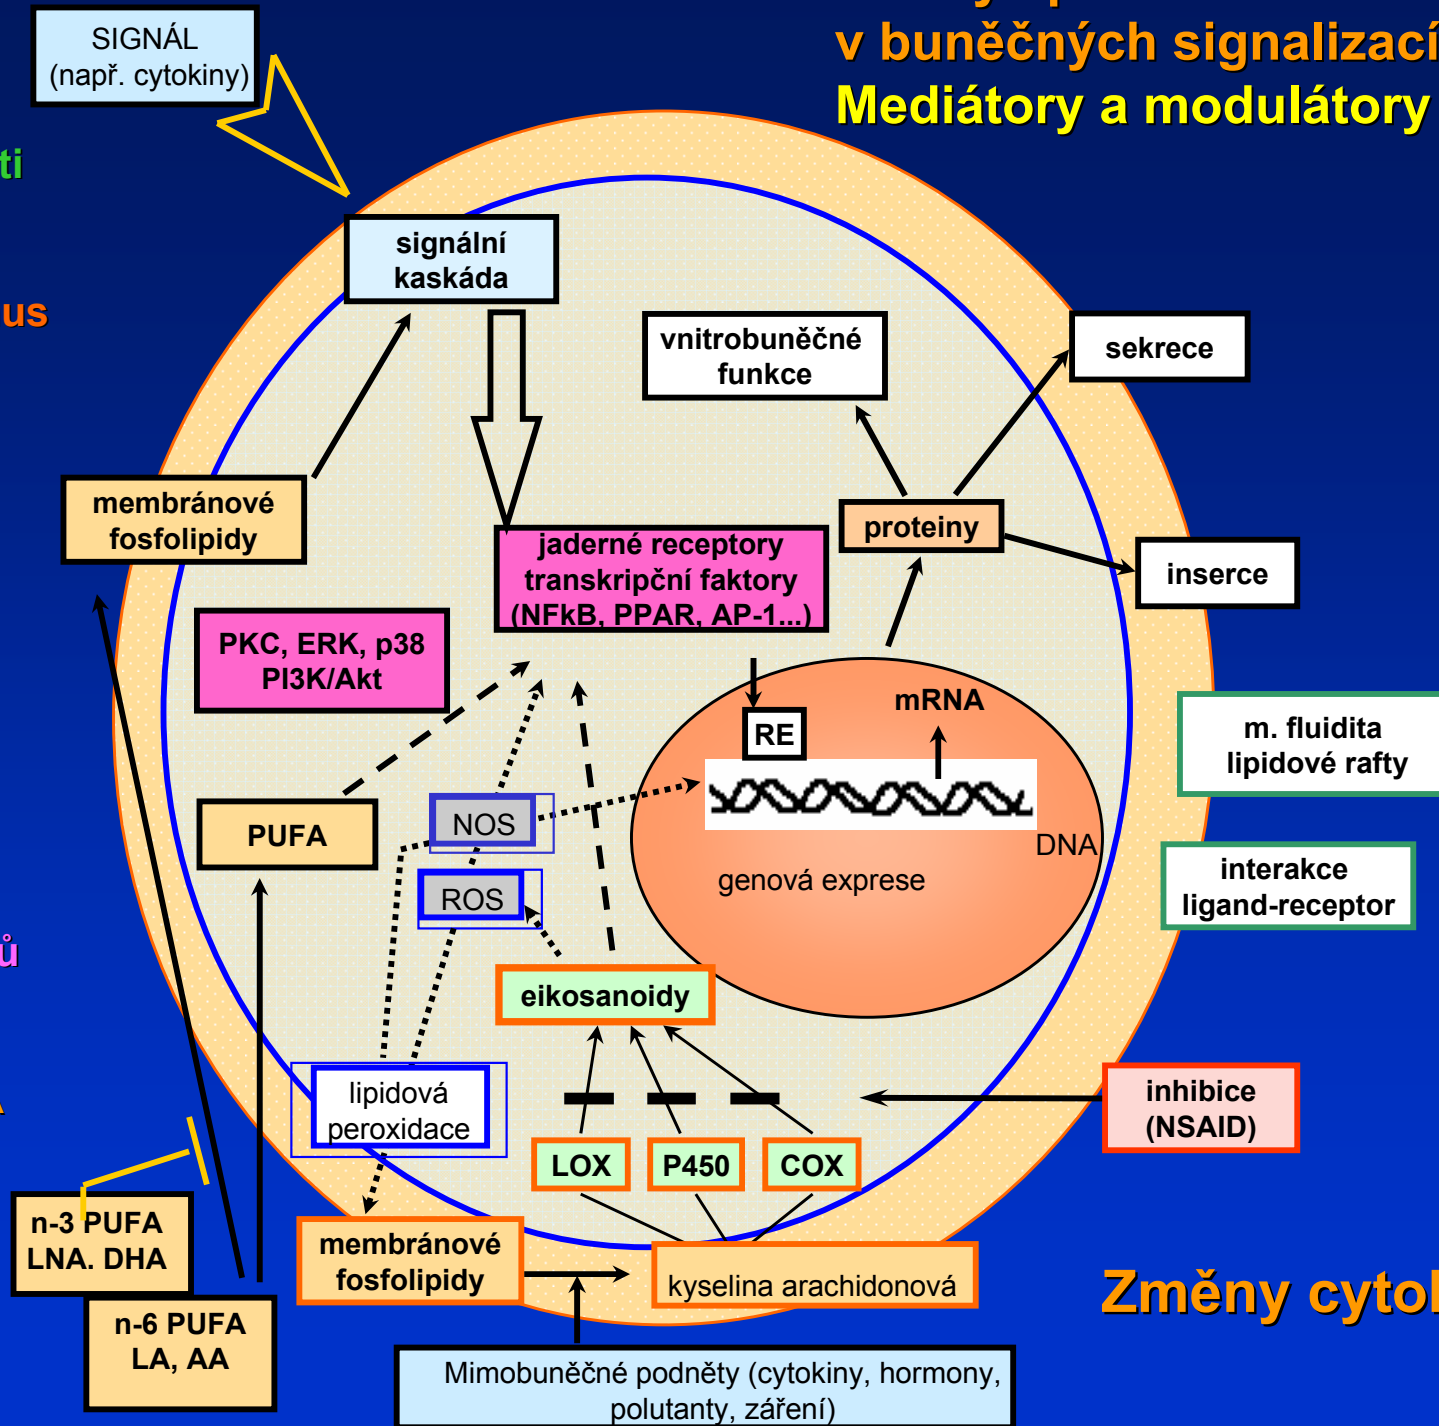 v buněčných signalizací
Mediátory a modulátory
SIGNÁL
(např. cytokiny)
ti
signální
kaskáda
us
vnitrobuněčné
funkce
sekrece
membránové
fosfolipidy
jaderné receptory
transkripční faktory
(NFkB, PPAR, AP-1...)
proteiny
inserce
PKC, ERK, p38
PI3K/Akt
mRNA
RE
m. fluidita
lipidové rafty
PUFA
NOS
DNA
genová exprese
ROS
interakce
ligand-receptor
ů
eikosanoidy
lipidová
peroxidace
inhibice
(NSAID)
LOX
P450
COX
n-3 PUFA
LNA. DHA
membránové
fosfolipidy
kyselina arachidonová
Změny cytok
n-6 PUFA
LA, AA
Mimobuněčné podněty (cytokiny, hormony,
polutanty, záření)